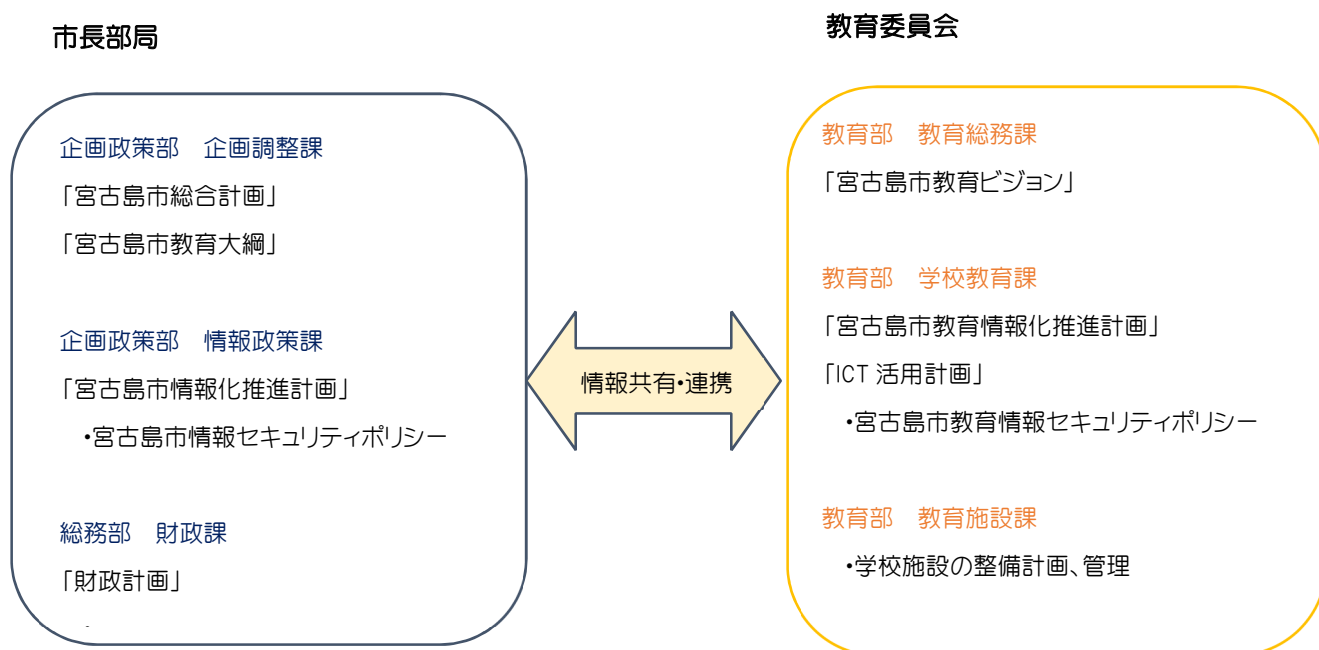 市長部局
企画政策部　企画調整課
「宮古島市総合計画」
「宮古島市教育大綱」
企画政策部　情報政策課
「宮古島市情報化推進計画」
・宮古島市情報セキュリティポリシー
総務部　財政課
「財政計画」
情報共有・連携
教育委員会
教育部　教育総務課
「宮古島市教育ビジョン」
教育部　学校教育課
「宮古島市教育情報化推進計画」
「ICT 活用計画」
・宮古島市教育情報セキュリティポリシー
教育部　教育施設課
・学校施設の整備計画、管理